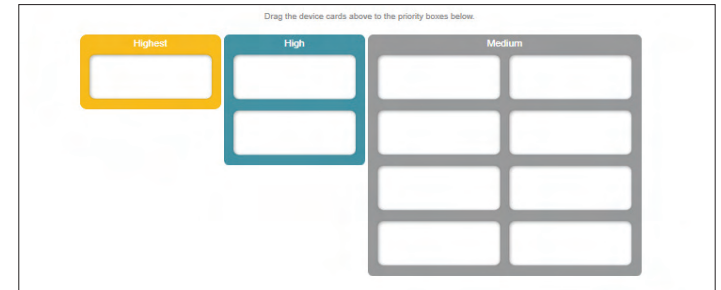 Drag the device cards above to the priority boxes below.
Highest
High
Medium